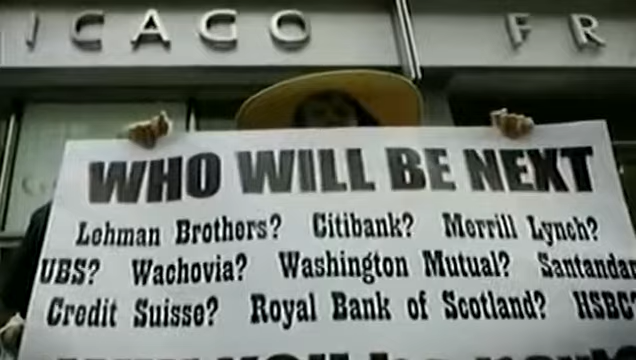 ICAGO FR
WHO WILL BE NEXT
Lehman Brothers? Citibank? Merrill Lynch?
UBS? Wachovia? Washington Mutual? Santandar
Credit Suisse? Royal Bank of Scotland? HSBC?